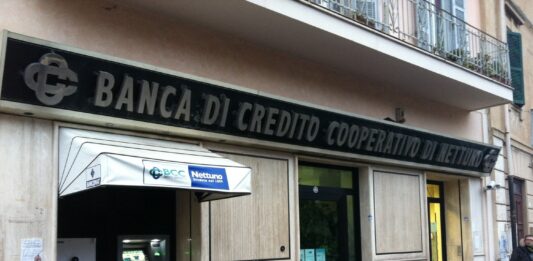 BANCA DI CREDITO COOPERATIVO DI NETTUNO
BCC Nettuno